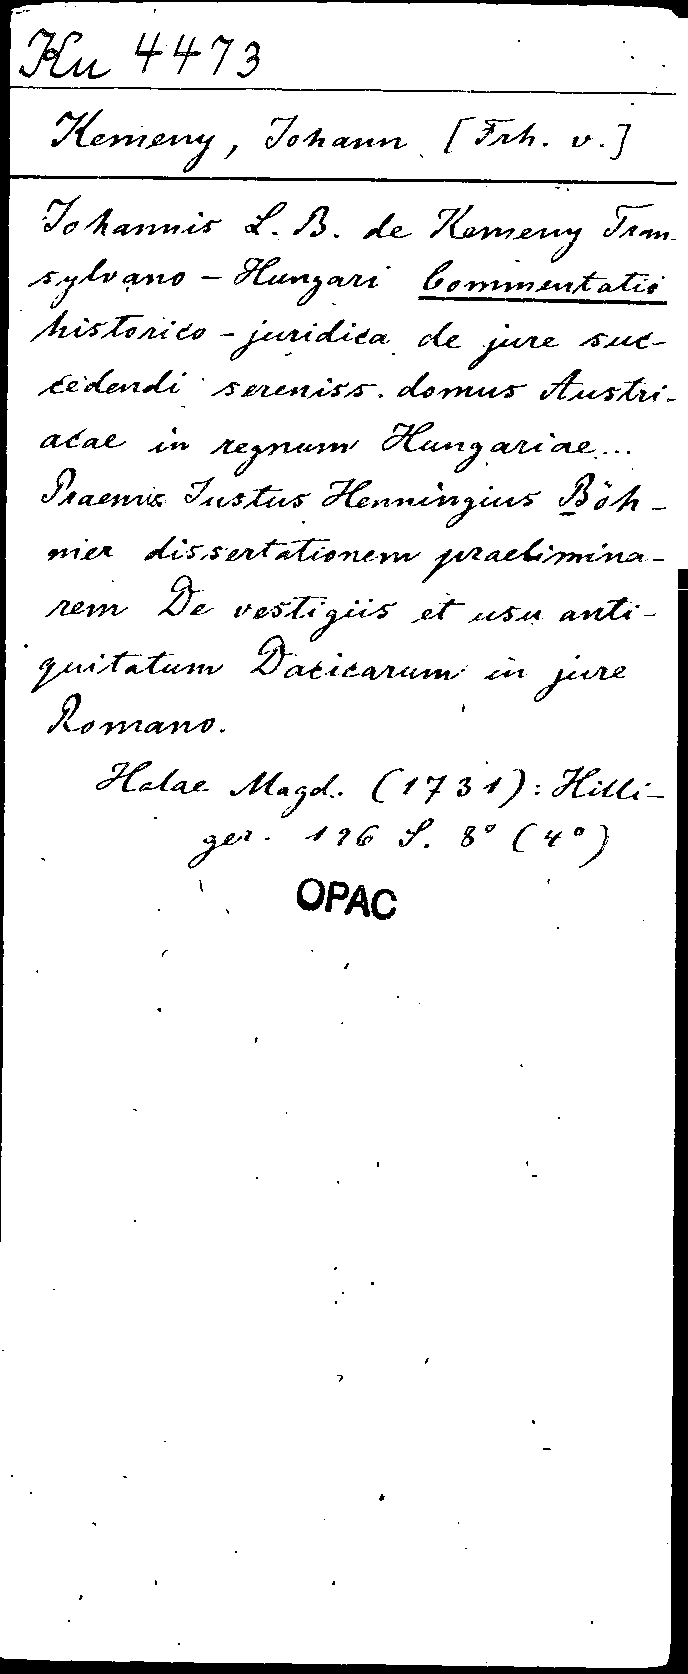 Ku 4473
Kemeny, Johann [Frh. v.]
Johannis L. B. de Kemeny Tran-
sylvano - Hungari Commentatio
historico - juridica de jure suc-
cedendi sereniss. domus Austri-
acae in regnum Hungariae...
Praemis Justus Henningius Böh-
mer dissertationem praelimina-
rem De vestigiis et usu anti-
quitatum Dacicarum in jure
Romano.
Halae Magd. (1731): Hilli-
ger. 196 S. 8° (4°)
OPAC